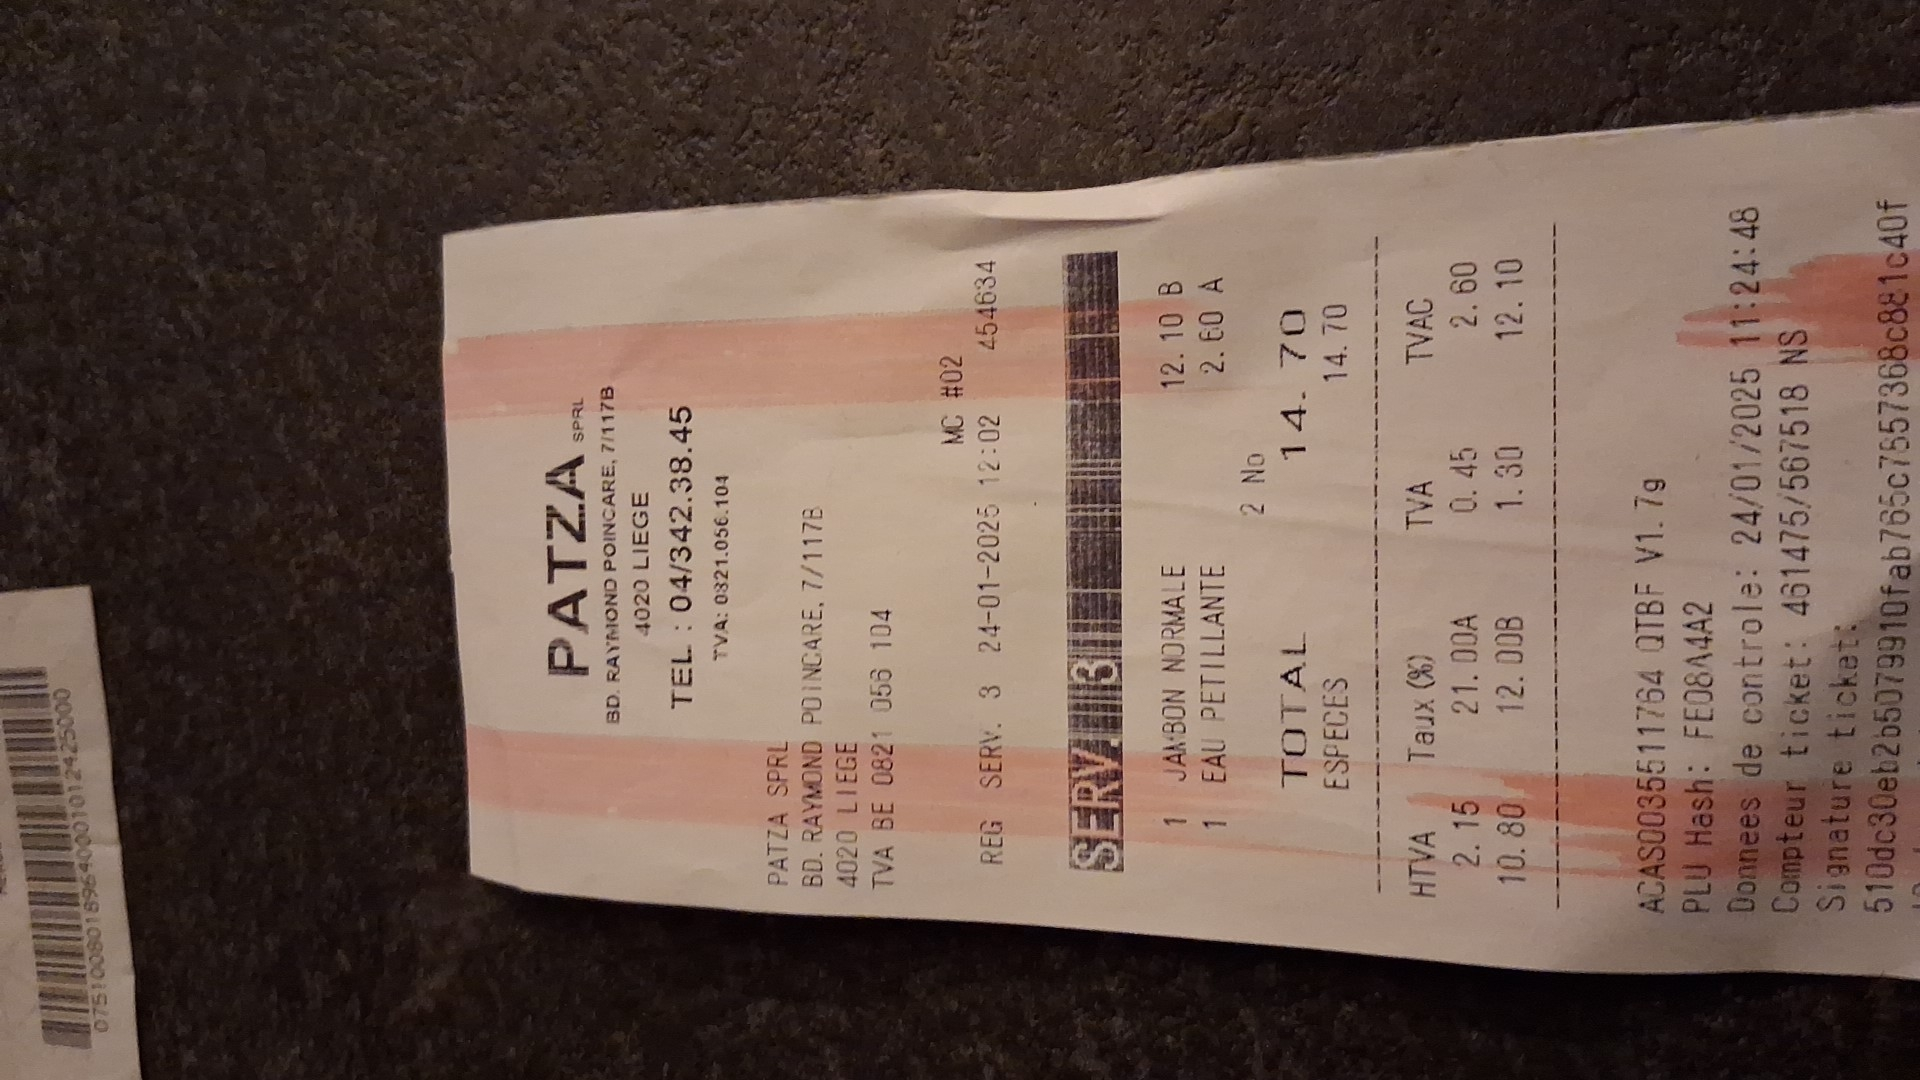 PATZA SPRL
BD. RAYMOND POINCARE, 7/117B
4020 LIEGE
TEL. : 04/342.38.45
TVA: 0821.056.104
PATZA SPRL
BD. RAYMOND POINCARE, 7/117B
4020 LIEGE
TVA BE 0821 056 104
MC #02
REG SERV. 3 24-01-2025 12:02 454634
SERV. 3
1 JAMBON NORMALE 12.10 B
1 EAU PETILLANTE 2.60 A
2 No
TOTAL 14.70
ESPECES 14.70
HTVA Taux (%) TVA TVAC
2.15 21.00A 0.45 2.60
10.80 12.00B 1.30 12.10
ACAS0035511764 QTBF V1.7g
PLU Hash: FE08A4A2
Donnees de controle: 24/01/2025 11:24:48
Compteur ticket: 461475/567518 NS
Signature ticket:
510dc30eb2b5079910fab765c7657368c881c40f
0751008018964000101242​5000